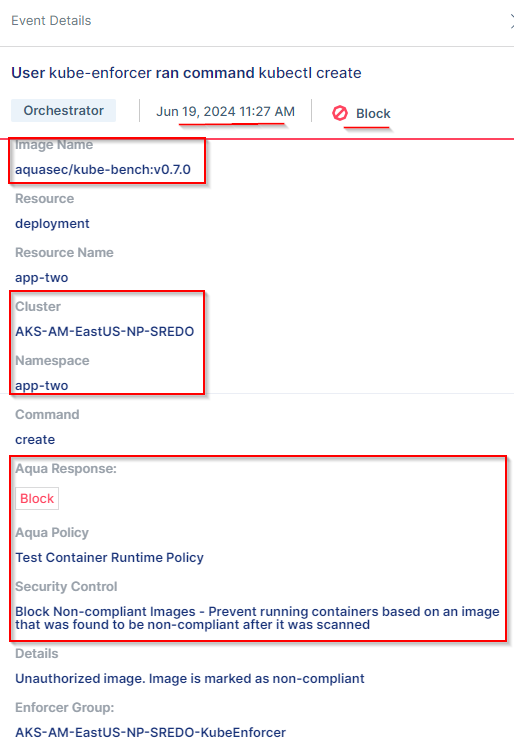 Event Details
User kube-enforcer ran command kubectl create
Orchestrator
Jun 19, 2024 11:27 AM
Block
Image Name
aquasec/kube-bench:v0.7.0
Resource
deployment
Resource Name
app-two
Cluster
AKS-AM-EastUS-NP-SREDO
Namespace
app-two
Command
create
Aqua Response:
Block
Aqua Policy
Test Container Runtime Policy
Security Control
Block Non-compliant Images - Prevent running containers based on an image
that was found to be non-compliant after it was scanned
Details
Unauthorized image. Image is marked as non-compliant
Enforcer Group:
AKS-AM-EastUS-NP-SREDO-KubeEnforcer